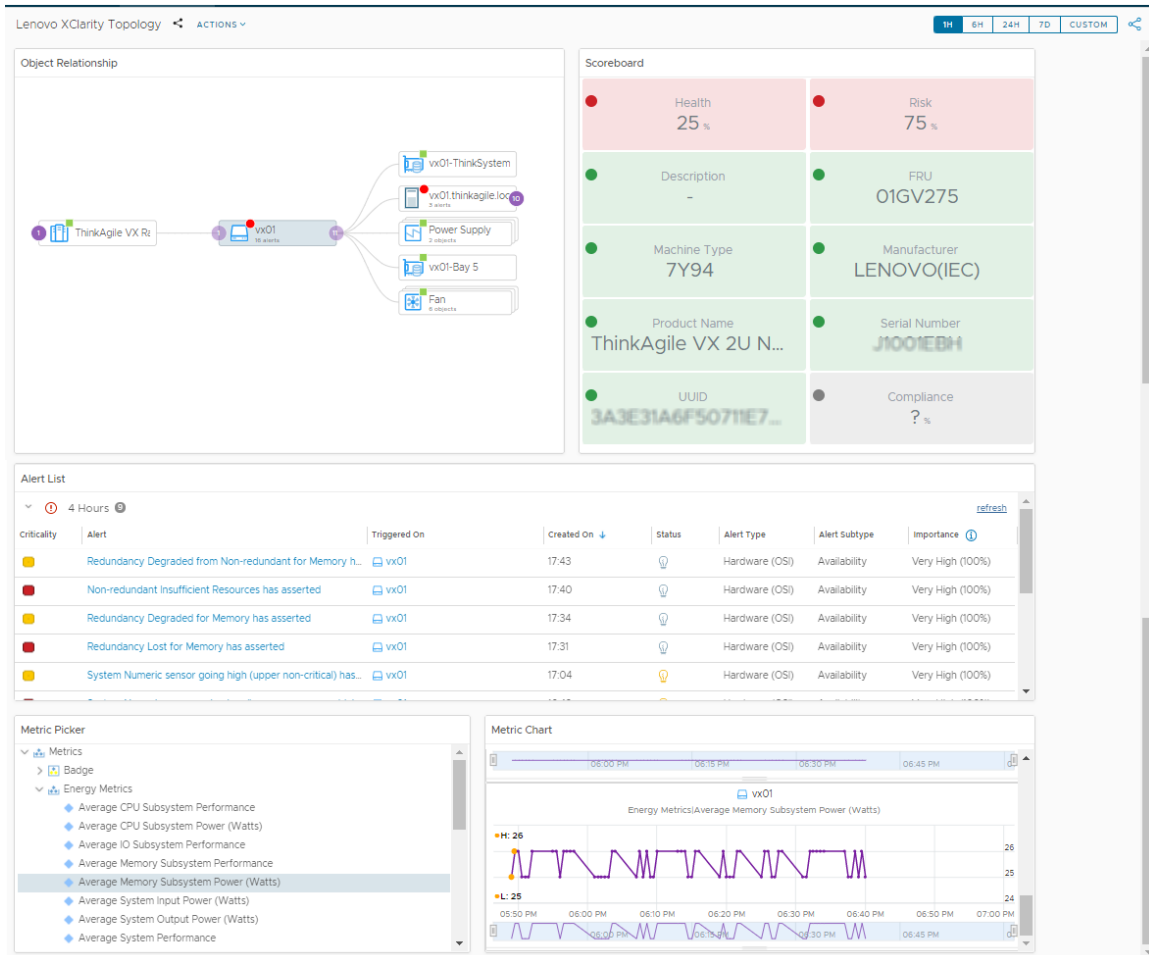 Lenovo XClarity Topology ACTIONS
1H 6H 24H 7D CUSTOM
Object Relationship
1 ThinkAgile VX Ra
vx01
18 alerts
vx01-ThinkSystem
vx01.thinkagile.loc 10
3 alerts
Power Supply
2 objects
vx01-Bay 5
Fan
6 objects
Scoreboard
Health
25 %
Risk
75 %
Description
-
FRU
01GV275
Machine Type
7Y94
Manufacturer
LENOVO(IEC)
Product Name
ThinkAgile VX 2U N...
Serial Number
UUID
Compliance
? %
Alert List
4 Hours 9 refresh
Criticality Alert Triggered On Created On Status Alert Type Alert Subtype Importance
Redundancy Degraded from Non-redundant for Memory h... vx01 17:43 Hardware (OSI) Availability Very High (100%)
Non-redundant Insufficient Resources has asserted vx01 17:40 Hardware (OSI) Availability Very High (100%)
Redundancy Degraded for Memory has asserted vx01 17:34 Hardware (OSI) Availability Very High (100%)
Redundancy Lost for Memory has asserted vx01 17:31 Hardware (OSI) Availability Very High (100%)
System Numeric sensor going high (upper non-critical) has... vx01 17:04 Hardware (OSI) Availability Very High (100%)
Metric Picker
Metrics
Badge
Energy Metrics
Average CPU Subsystem Performance
Average CPU Subsystem Power (Watts)
Average IO Subsystem Performance
Average Memory Subsystem Performance
Average Memory Subsystem Power (Watts)
Average System Input Power (Watts)
Average System Output Power (Watts)
Average System Performance
Metric Chart
06:00 PM 06:15 PM 06:30 PM 06:45 PM
vx01
Energy Metrics|Average Memory Subsystem Power (Watts)
H: 26
26
25
L: 25
24
05:50 PM 06:00 PM 06:10 PM 06:20 PM 06:30 PM 06:40 PM 06:50 PM 07:00 PM
06:00 PM 06:15 PM 06:30 PM 06:45 PM